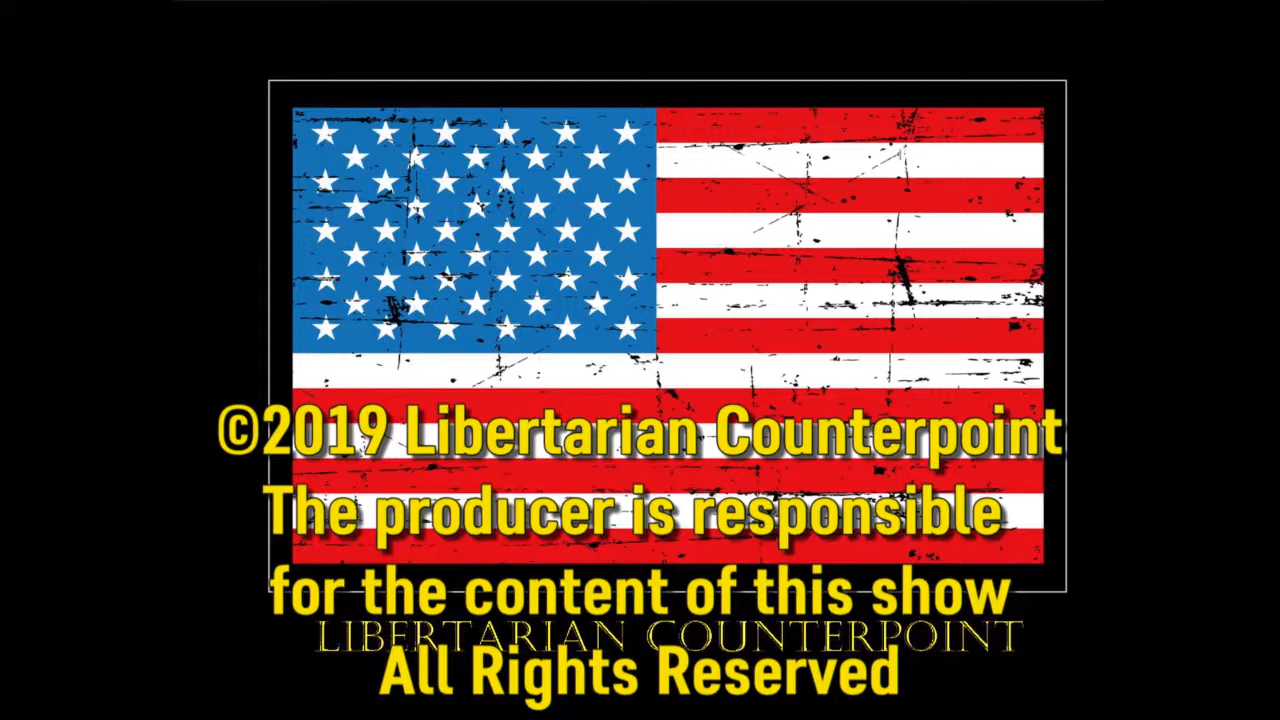 ©2019 Libertarian Counterpoint
The producer is responsible
for the content of this show
LIBERTARIAN COUNTERPOINT
All Rights Reserved